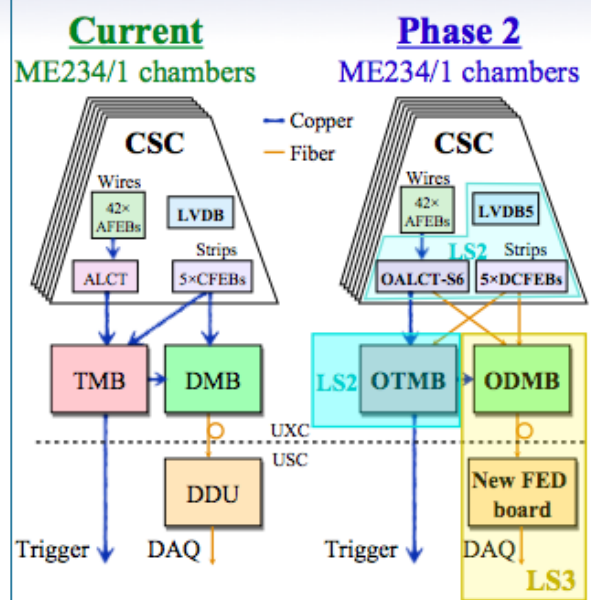 Current
ME234/1 chambers
CSC
Wires
42×
AFEBs
LVDB
Strips
ALCT
5×CFEBs
TMB
DMB
DDU
Trigger
DAQ
Copper
Fiber
UXC
USC
Phase 2
ME234/1 chambers
CSC
Wires
42×
AFEBs
LVDB5
LS2
Strips
OALCT-S6
5×DCFEBs
LS2
OTMB
ODMB
New FED
board
Trigger
DAQ
LS3